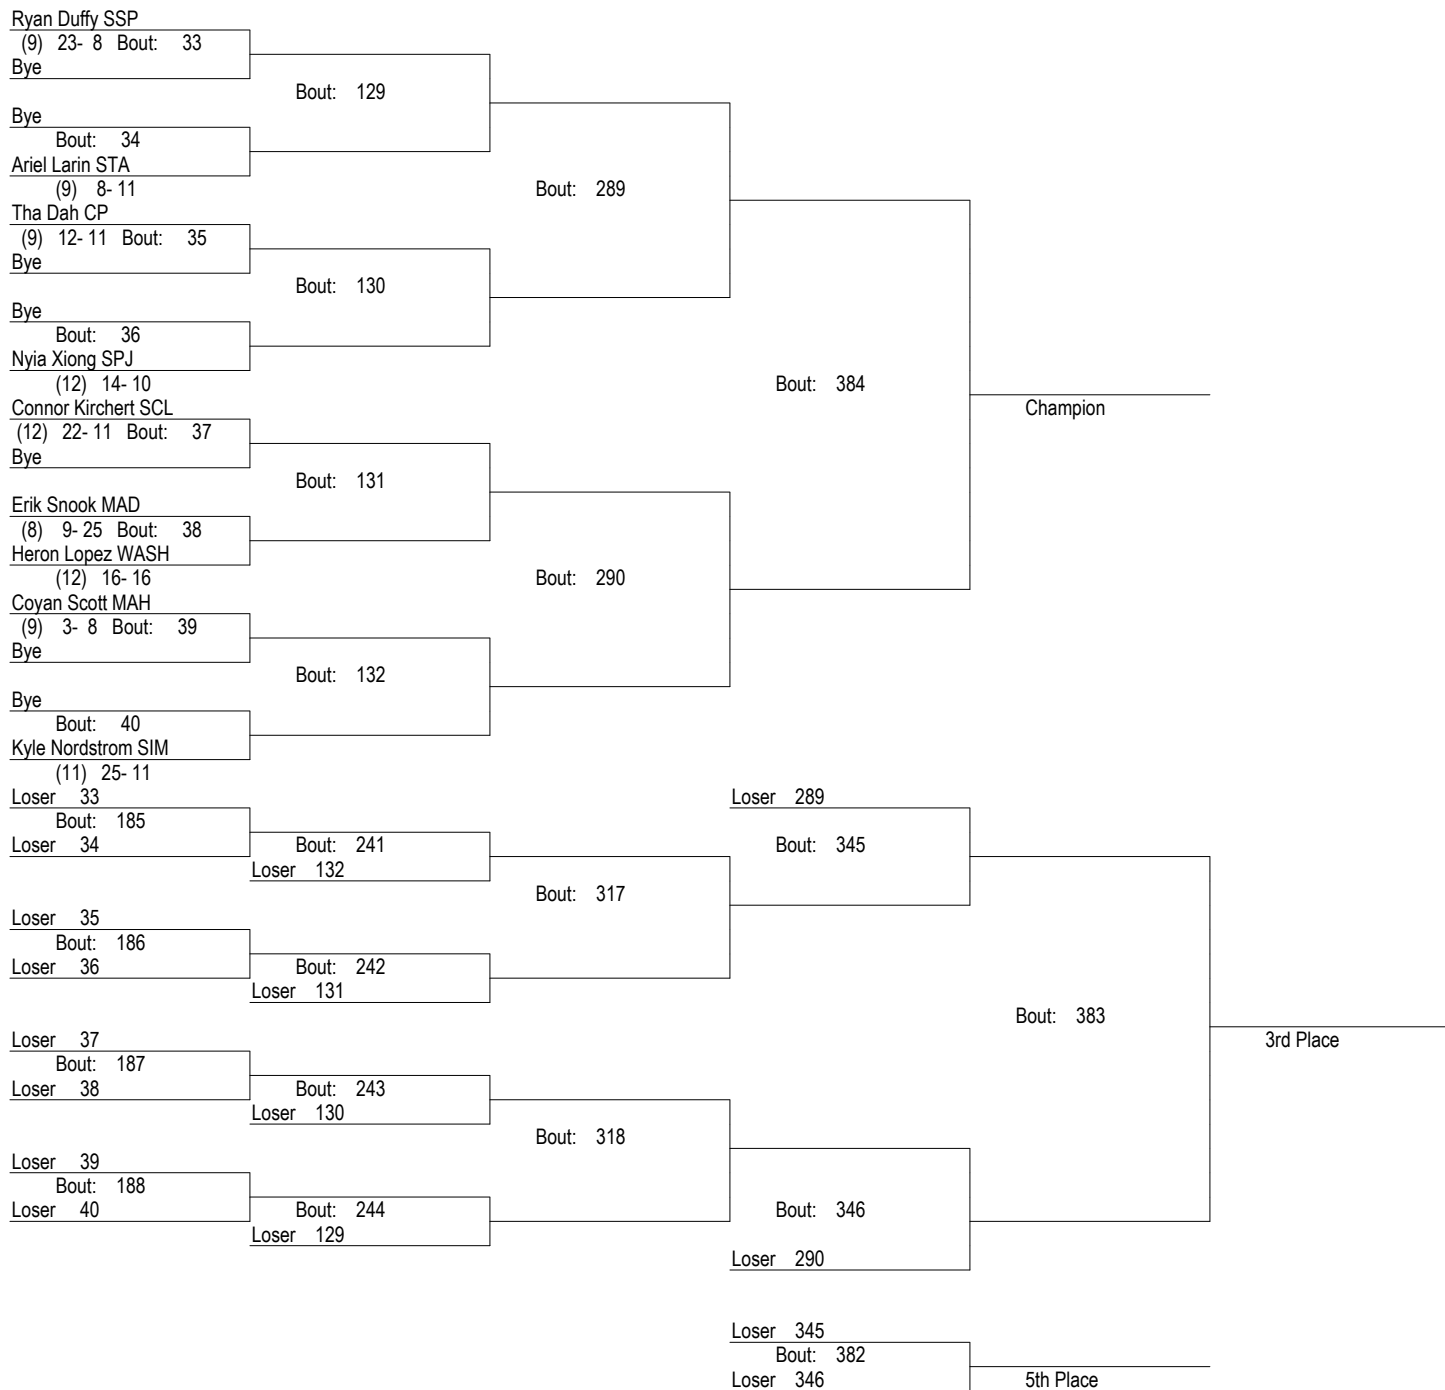 Ryan Duffy SSP
(9) 23- 8 Bout: 33
Bye
Bout: 129
Bye
Bout: 34
Ariel Larin STA
(9) 8- 11
Bout: 289
Tha Dah CP
(9) 12- 11 Bout: 35
Bye
Bout: 130
Bye
Bout: 36
Nyia Xiong SPJ
(12) 14- 10
Bout: 384
Champion
Connor Kirchert SCL
(12) 22- 11 Bout: 37
Bye
Bout: 131
Erik Snook MAD
(8) 9- 25 Bout: 38
Heron Lopez WASH
(12) 16- 16
Bout: 290
Coyan Scott MAH
(9) 3- 8 Bout: 39
Bye
Bout: 132
Bye
Bout: 40
Kyle Nordstrom SIM
(11) 25- 11
Loser 33
Bout: 185
Loser 34
Bout: 241
Loser 132
Loser 289
Bout: 345
Bout: 317
Loser 35
Bout: 186
Loser 36
Bout: 242
Loser 131
Bout: 383
3rd Place
Loser 37
Bout: 187
Loser 38
Bout: 243
Loser 130
Bout: 318
Loser 39
Bout: 188
Loser 40
Bout: 244
Loser 129
Bout: 346
Loser 290
Loser 345
Bout: 382
Loser 346
5th Place